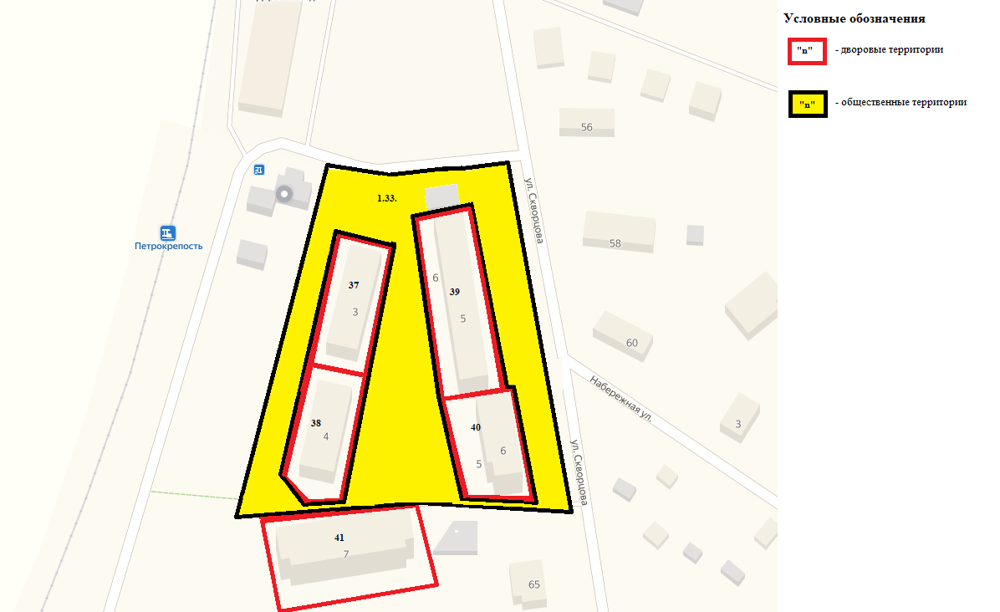 Условные обозначения
"n" - дворовые территории
"n" - общественные территории
56
ул. Скворцова
1.33.
Петрокрепость
58
37
3
6
39
5
60
Набережная ул.
38
4
40
6
5
3
ул. Скворцова
41
7
65